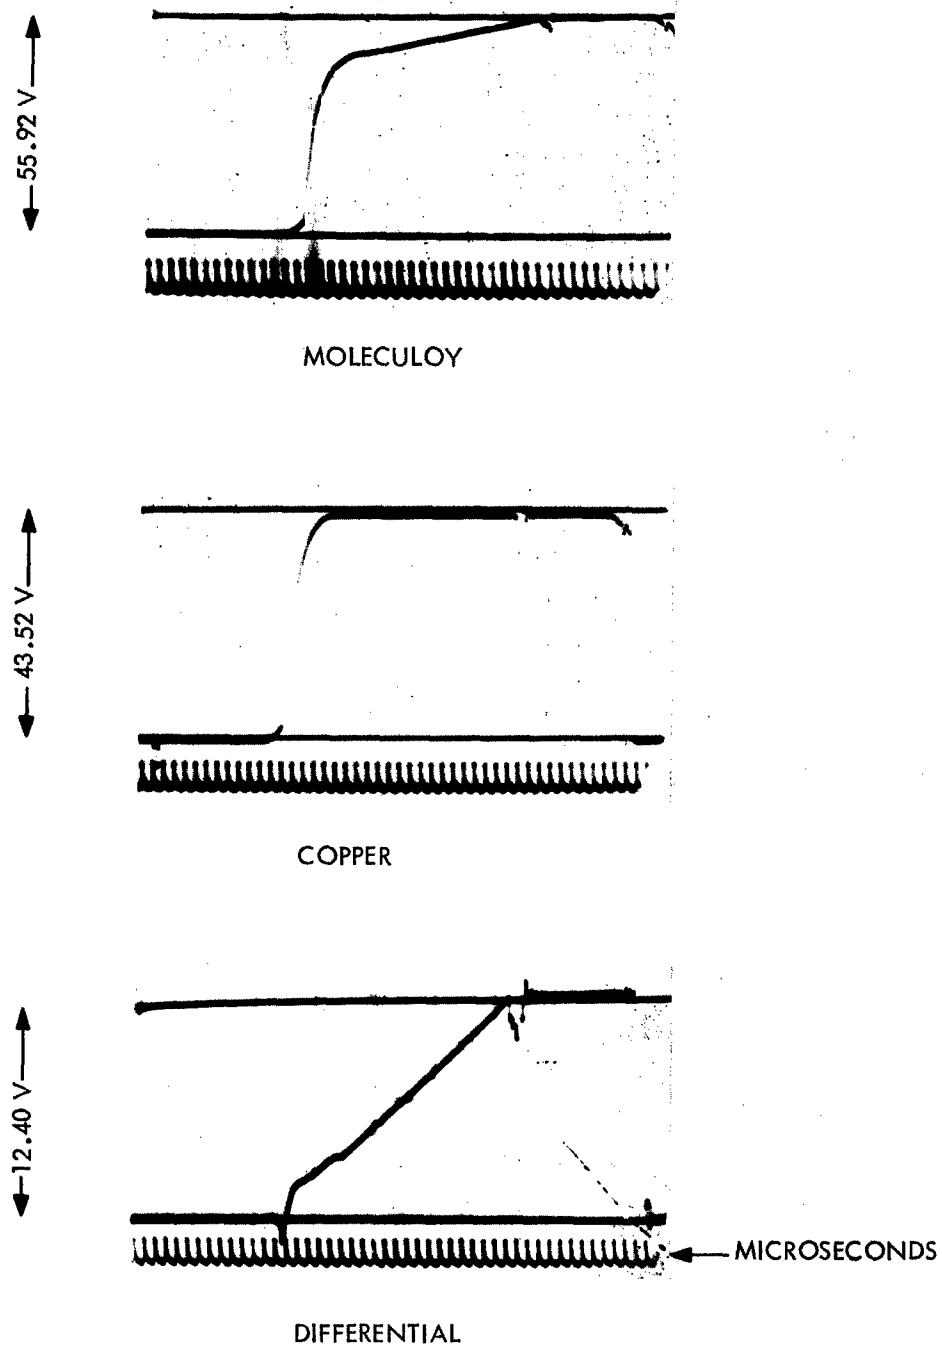 55.92 V
MOLECULOY
43.52 V
COPPER
12.40 V
MICROSECONDS
DIFFERENTIAL